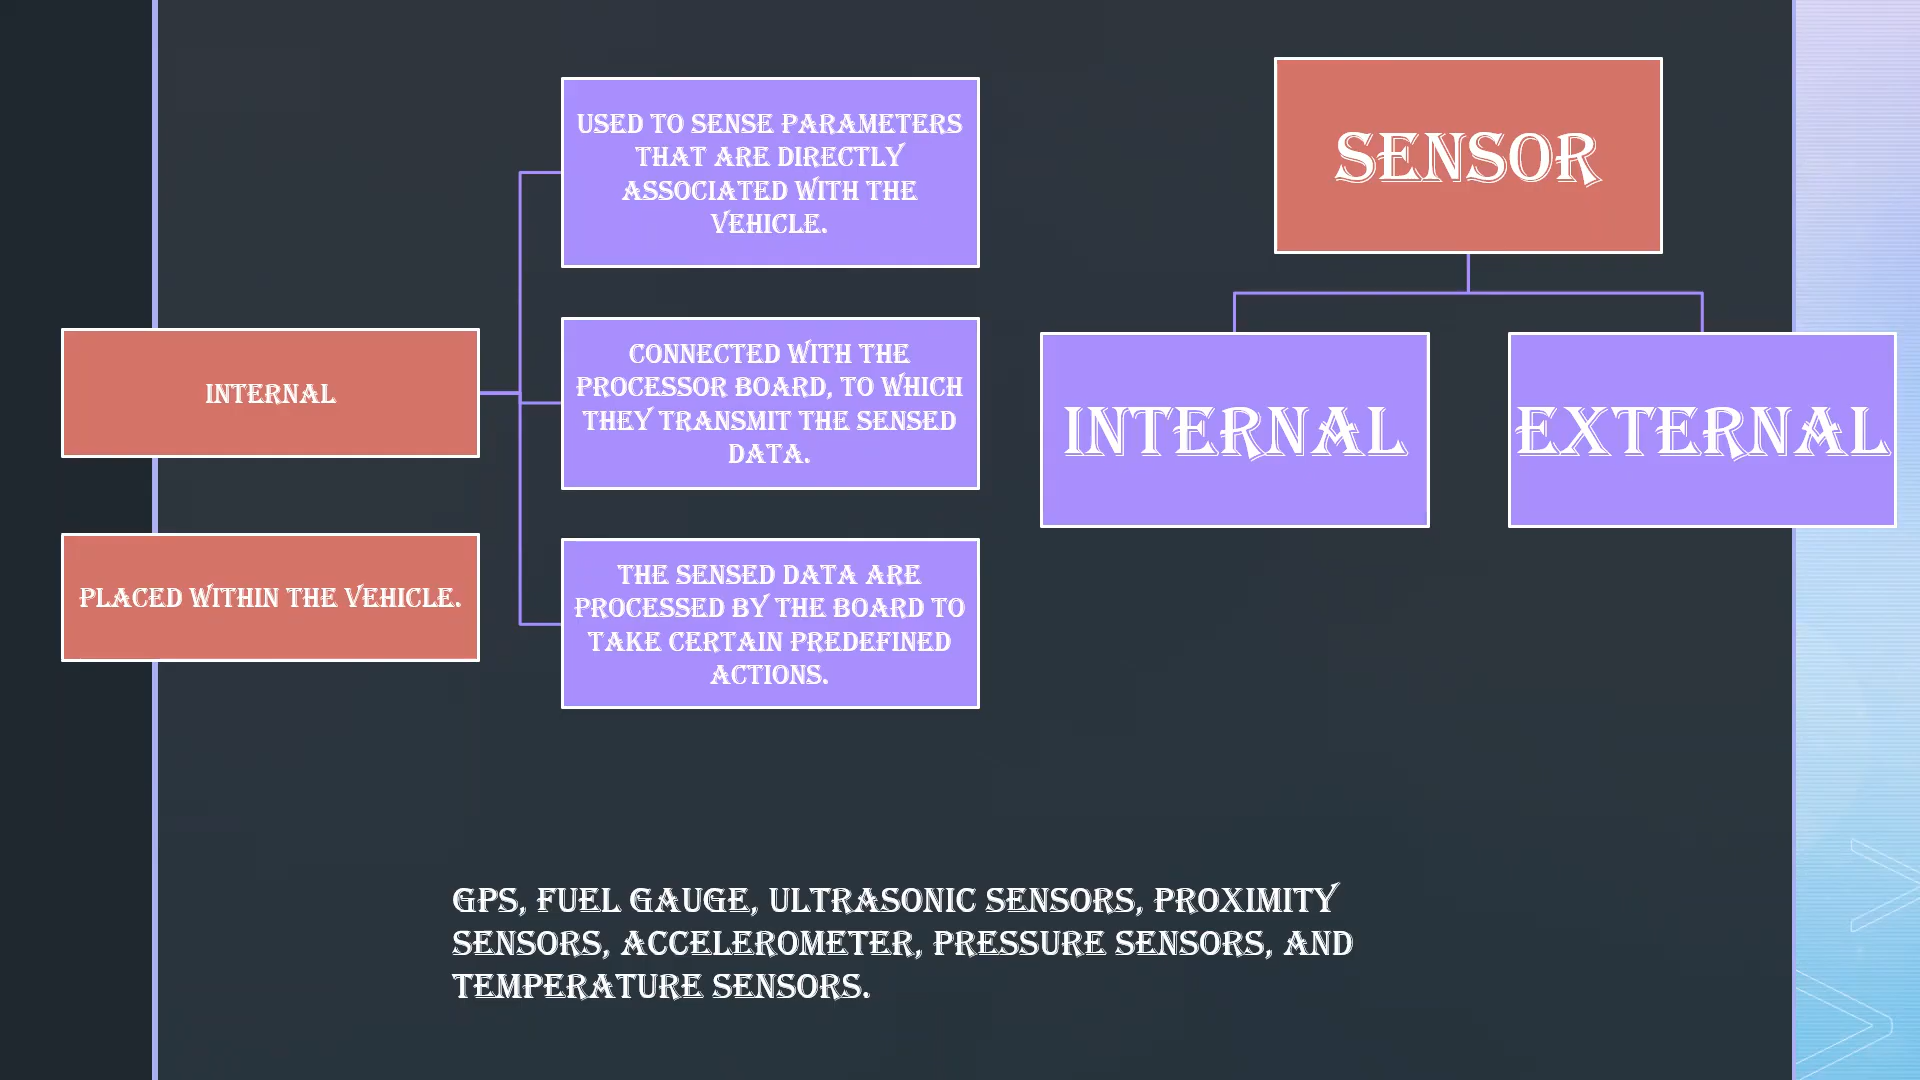 SENSOR
INTERNAL
EXTERNAL
INTERNAL
PLACED WITHIN THE VEHICLE.
USED TO SENSE PARAMETERS
THAT ARE DIRECTLY
ASSOCIATED WITH THE
VEHICLE.
CONNECTED WITH THE
PROCESSOR BOARD, TO WHICH
THEY TRANSMIT THE SENSED
DATA.
THE SENSED DATA ARE
PROCESSED BY THE BOARD TO
TAKE CERTAIN PREDEFINED
ACTIONS.
GPS, FUEL GAUGE, ULTRASONIC SENSORS, PROXIMITY
SENSORS, ACCELEROMETER, PRESSURE SENSORS, AND
TEMPERATURE SENSORS.